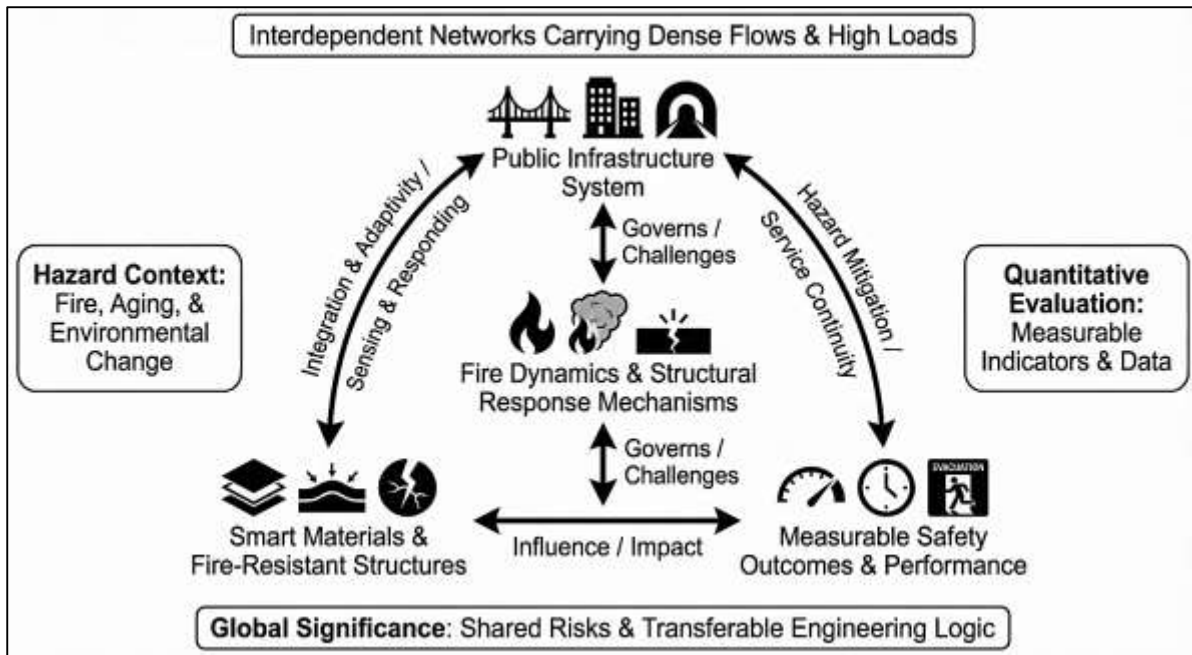 Interdependent Networks Carrying Dense Flows & High Loads
Public Infrastructure
System
Integration & Adaptivity /
Sensing & Responding
Governs /
Challenges
Hazard Mitigation /
Service Continuity
Hazard Context:
Fire, Aging, &
Environmental
Change
Quantitative
Evaluation:
Measurable
Indicators & Data
Fire Dynamics & Structural
Response Mechanisms
Governs /
Challenges
EVACUATION
Smart Materials &
Fire-Resistant Structures
Influence / Impact
Measurable Safety
Outcomes & Performance
Global Significance: Shared Risks & Transferable Engineering Logic